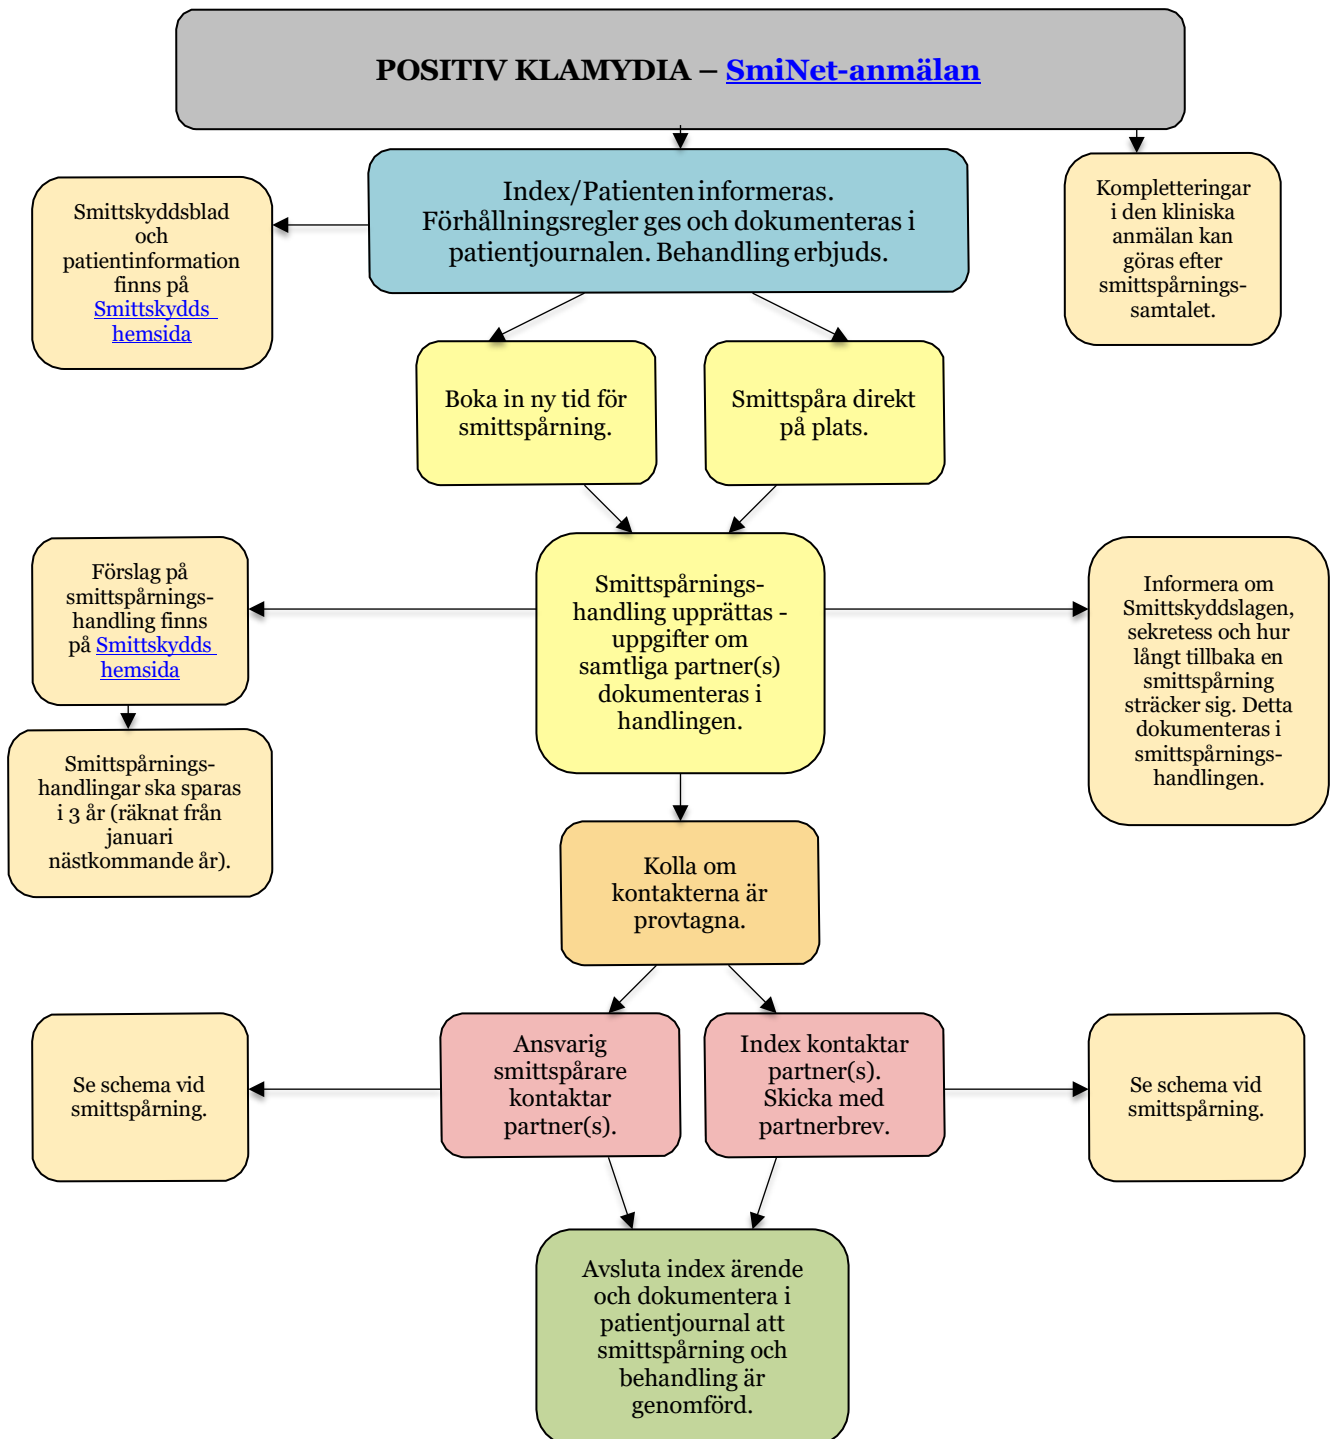 POSITIV KLAMYDIA – SmiNet-anmälan
Index/Patienten informeras.
Förhållningsregler ges och dokumenteras i
patientjournalen. Behandling erbjuds.
Smittskyddsblad
och
patientinformation
finns på
Smittskydds
hemsida
Kompletteringar
i den kliniska
anmälan kan
göras efter
smittspårnings-
samtalet.
Boka in ny tid för
smittspårning.
Smittspåra direkt
på plats.
Förslag på
smittspårnings-
handling finns
på Smittskydds
hemsida
Smittspårnings-
handling upprättas -
uppgifter om
samtliga partner(s)
dokumenteras i
handlingen.
Informera om
Smittskyddslagen,
sekretess och hur
långt tillbaka en
smittspårning
sträcker sig. Detta
dokumenteras i
smittspårnings-
handlingen.
Smittspårnings-
handlingar ska sparas
i 3 år (räknat från
januari
nästkommande år).
Kolla om
kontakterna är
provtagna.
Se schema vid
smittspårning.
Ansvarig
smittspårare
kontaktar
partner(s).
Index kontaktar
partner(s).
Skicka med
partnerbrev.
Se schema vid
smittspårning.
Avsluta index ärende
och dokumentera i
patientjournal att
smittspårning och
behandling är
genomförd.